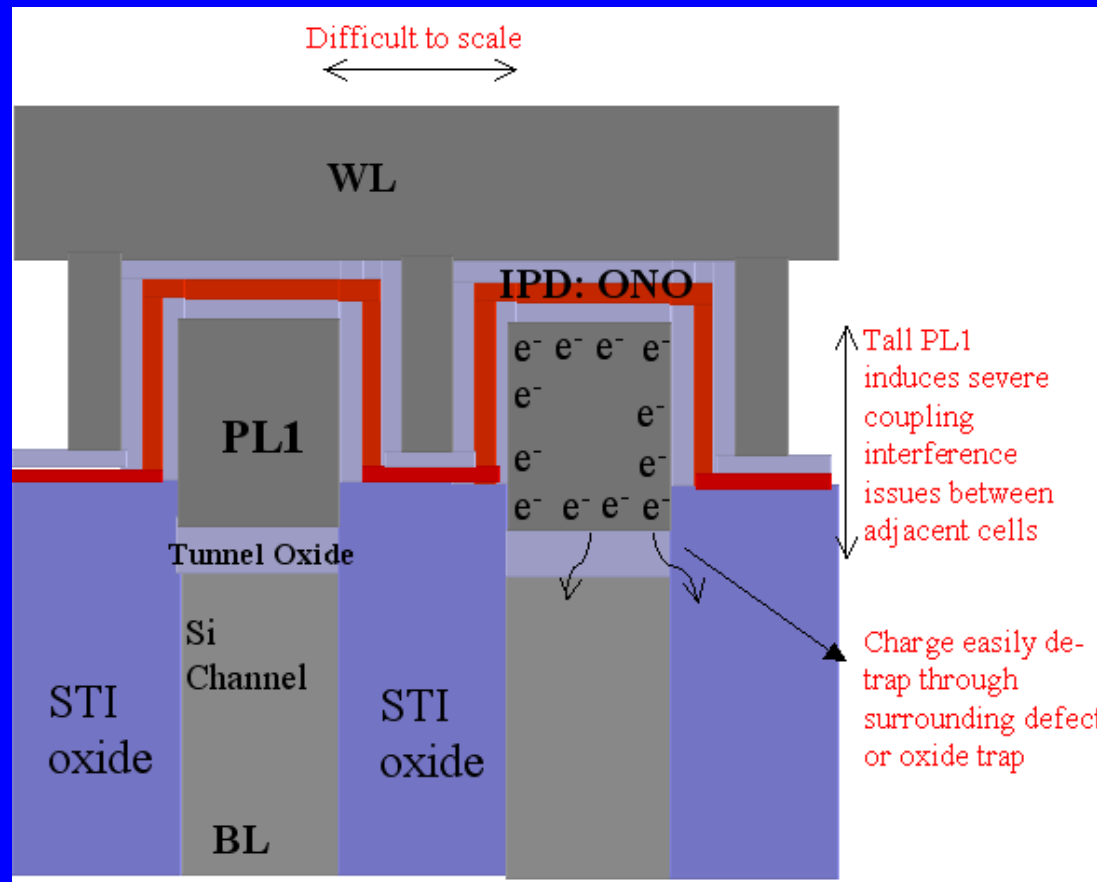 Difficult to scale
WL
IPD: ONO
e⁻ e⁻ e⁻ e⁻
e⁻
e⁻
PL1
e⁻
e⁻
e⁻ e⁻ e⁻ e⁻
Tall PL1
induces severe
coupling
interference
issues between
adjacent cells
Tunnel Oxide
Si
Channel
STI
oxide
STI
oxide
BL
Charge easily de-
trap through
surrounding defect
or oxide trap